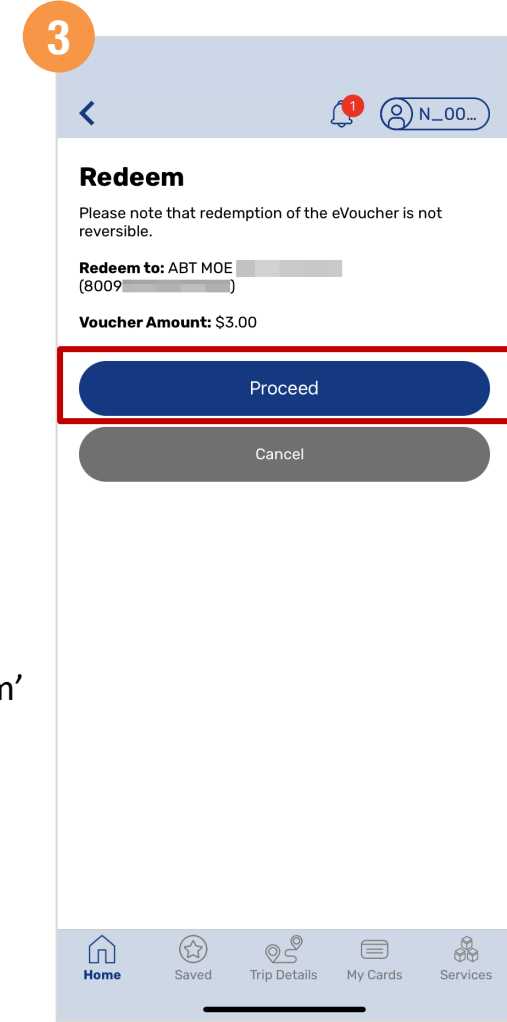 3
1
N_00...
Redeem
Please note that redemption of the eVoucher is not
reversible.
Redeem to: ABT MOE
(8009 )
Voucher Amount: $3.00
Proceed
Cancel
Home Saved Trip Details My Cards Services